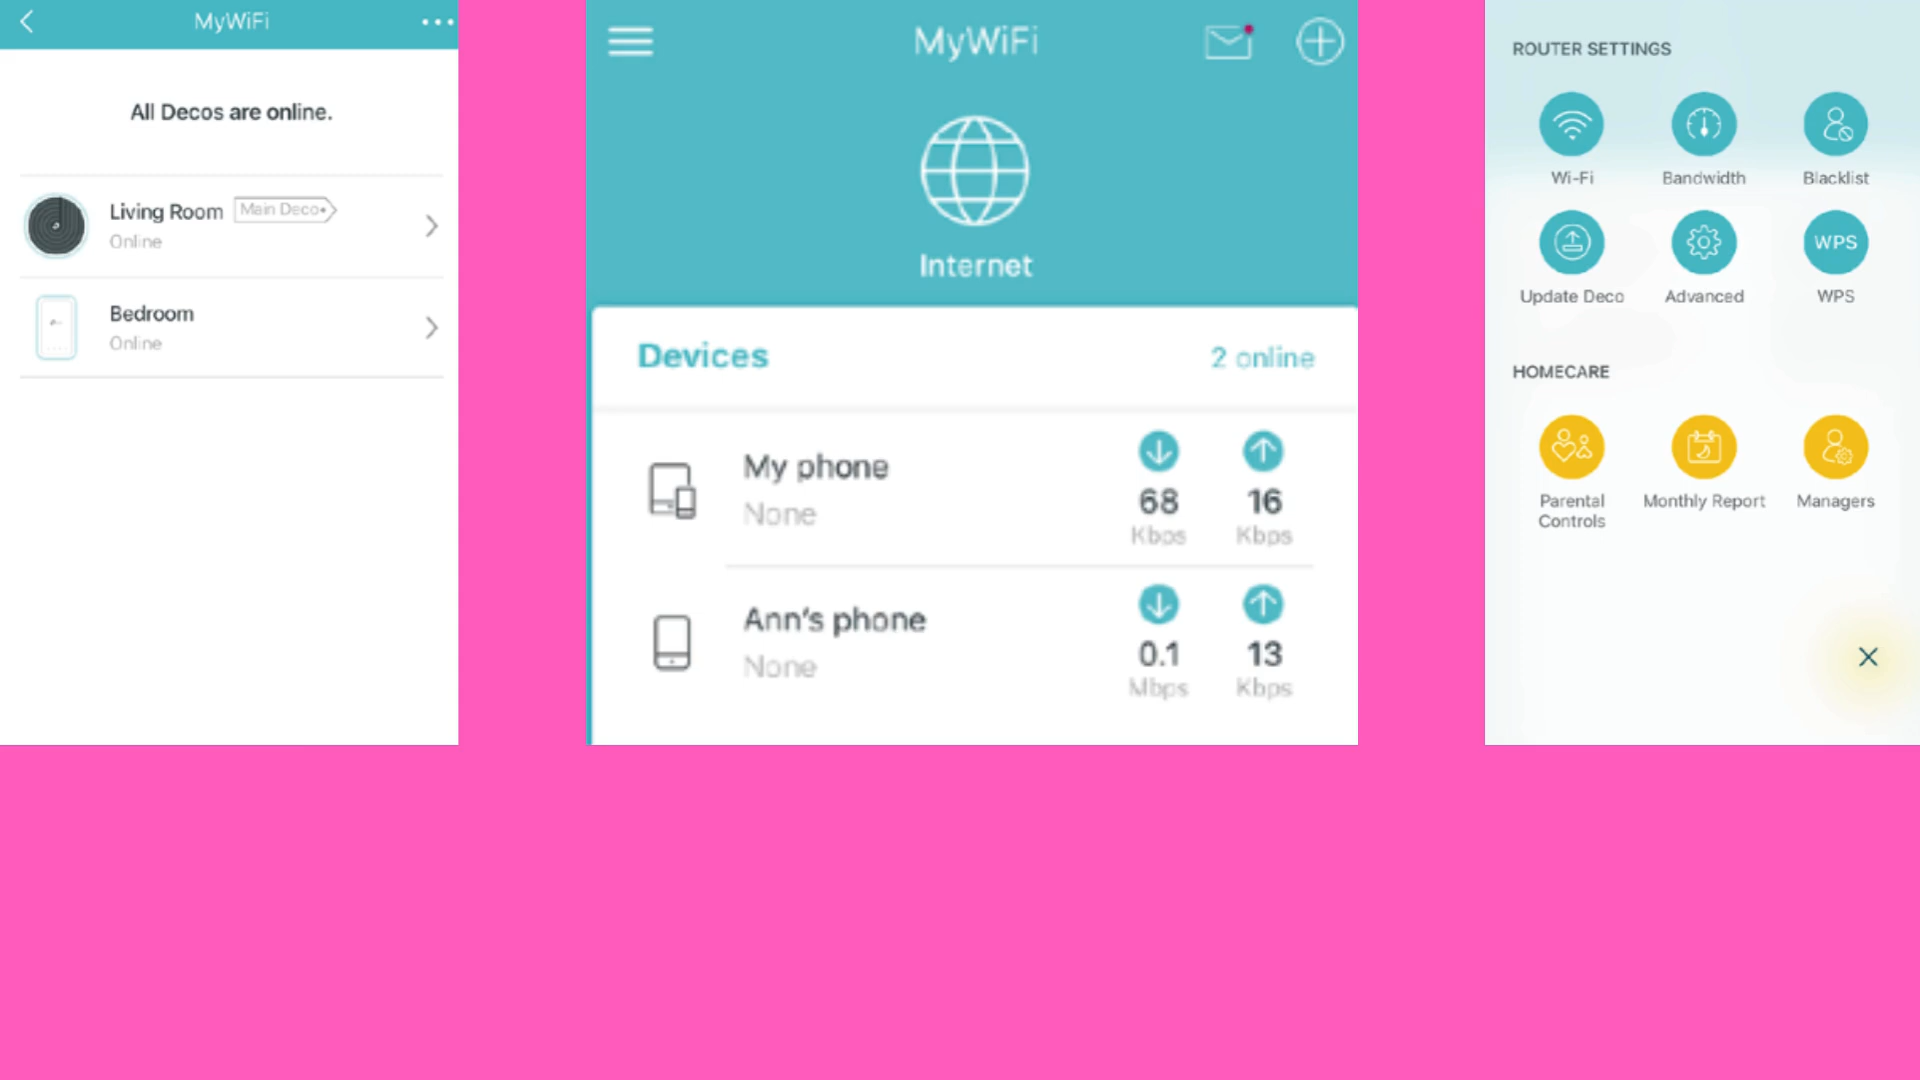 MyWiFi
All Decos are online.
Living Room
Main Deco
Online
Bedroom
Online
MyWiFi
Internet
Devices
2 online
My phone
None
68
Kbps
16
Kbps
Ann's phone
None
0.1
Mbps
13
Kbps
ROUTER SETTINGS
Wi-Fi
Bandwidth
Blacklist
Update Deco
Advanced
WPS
WPS
HOMECARE
Parental
Controls
Monthly Report
Managers